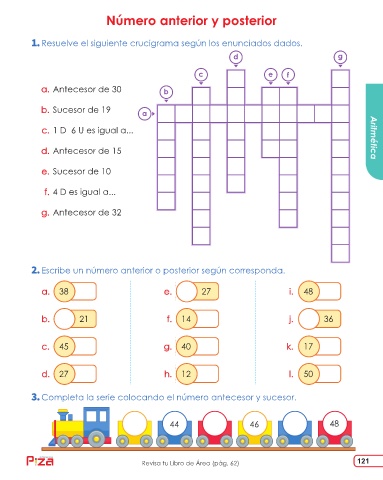 Número anterior y posterior
1. Resuelve el siguiente crucigrama según los enunciados dados.
d g
c e f
a. Antecesor de 30
b
b. Sucesor de 19
a
c. 1 D 6 U es igual a...
d. Antecesor de 15
e. Sucesor de 10
f. 4 D es igual a...
g. Antecesor de 32
Aritmética
2. Escribe un número anterior o posterior según corresponda.
a. 38 e. 27 i. 48
b. 21 f. 14 j. 36
c. 45 g. 40 k. 17
d. 27 h. 12 l. 50
3. Completa la serie colocando el número antecesor y sucesor.
44 46 48
P:za Revisa tu Libro de Área (pág. 62) 121